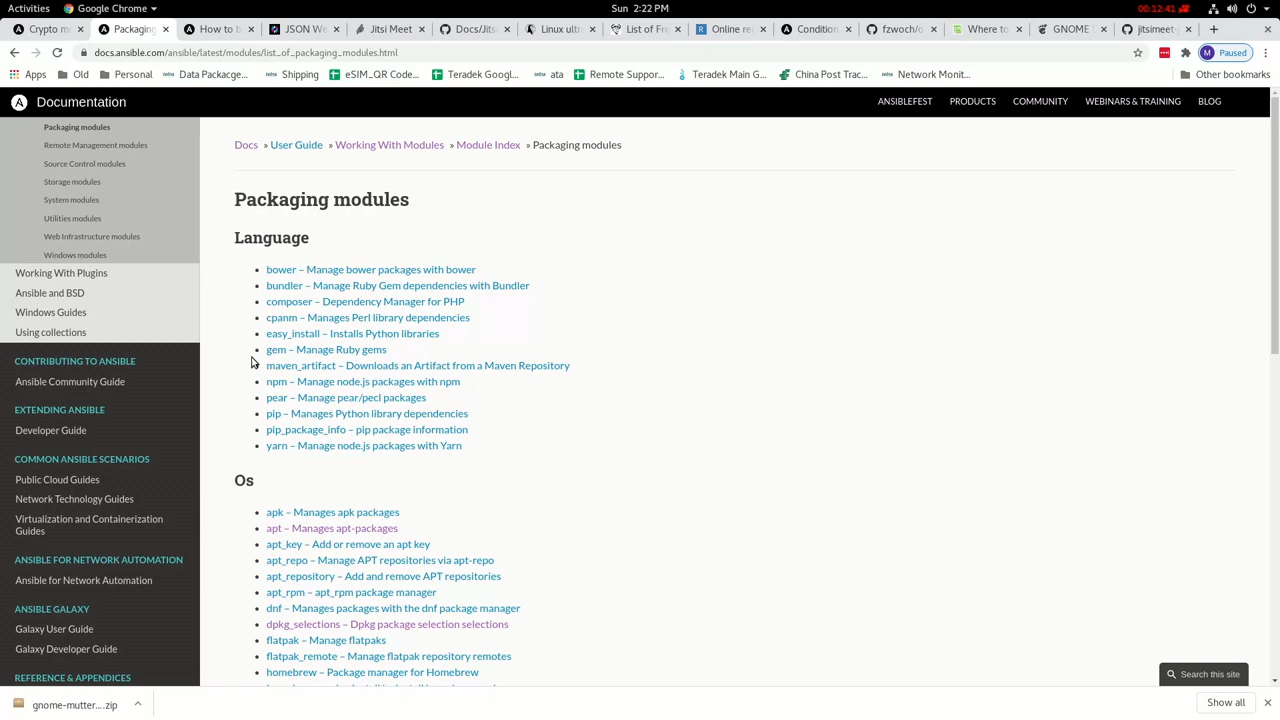 Activities
Google Chrome
Sun 2:22 PM
00:12:41
Crypto m
Packaging
How to b
JSON We
Jitsi Meet
Docs/Jits
Linux ultr
List of Fre
Online re
Condition
fzwoch/o
Where to
GNOME S
jitsimeet-
docs.ansible.com/ansible/latest/modules/list_of_packaging_modules.html
M Paused
Apps
Old
Personal
Data Packacge...
Shipping
eSIM_QR Code...
Teradek Googl...
ata
Remote Suppor...
Teradek Main G...
China Post Trac...
Network Monit...
Other bookmarks
A Documentation
ANSIBLEFEST
PRODUCTS
COMMUNITY
WEBINARS & TRAINING
BLOG
Packaging modules
Remote Management modules
Source Control modules
Storage modules
System modules
Utilities modules
Web Infrastructure modules
Windows modules
Working With Plugins
Ansible and BSD
Windows Guides
Using collections
CONTRIBUTING TO ANSIBLE
Ansible Community Guide
EXTENDING ANSIBLE
Developer Guide
COMMON ANSIBLE SCENARIOS
Public Cloud Guides
Network Technology Guides
Virtualization and Containerization
Guides
ANSIBLE FOR NETWORK AUTOMATION
Ansible for Network Automation
ANSIBLE GALAXY
Galaxy User Guide
Galaxy Developer Guide
REFERENCE & APPENDICES
Docs » User Guide » Working With Modules » Module Index » Packaging modules
Packaging modules
Language
bower – Manage bower packages with bower
bundler – Manage Ruby Gem dependencies with Bundler
composer – Dependency Manager for PHP
cpanm – Manages Perl library dependencies
easy_install – Installs Python libraries
gem – Manage Ruby gems
maven_artifact – Downloads an Artifact from a Maven Repository
npm – Manage node.js packages with npm
pear – Manage pear/pecl packages
pip – Manages Python library dependencies
pip_package_info – pip package information
yarn – Manage node.js packages with Yarn
Os
apk – Manages apk packages
apt – Manages apt-packages
apt_key – Add or remove an apt key
apt_repo – Manage APT repositories via apt-repo
apt_repository – Add and remove APT repositories
apt_rpm – apt_rpm package manager
dnf – Manages packages with the dnf package manager
dpkg_selections – Dpkg package selection selections
flatpak – Manage flatpaks
flatpak_remote – Manage flatpak repository remotes
homebrew – Package manager for Homebrew
Search this site
gnome-mutter....zip
Show all